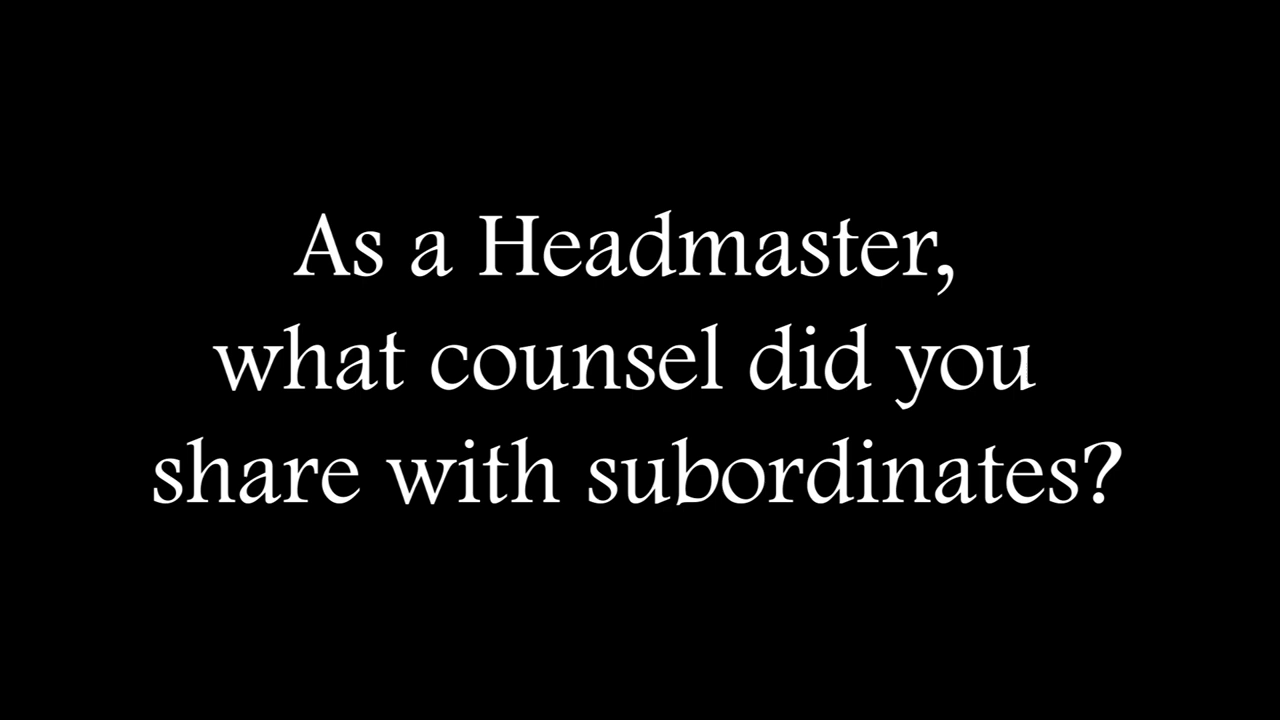 As a Headmaster,
what counsel did you
share with subordinates?